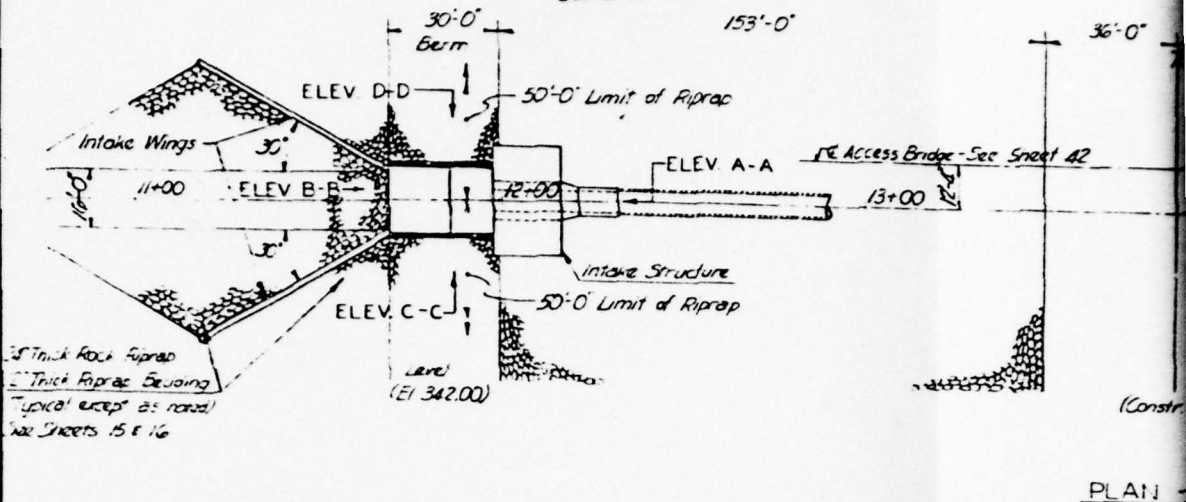 30'-0"
Berm
153'-0"
36'-0"
ELEV. D-D
50'-0" Limit of Riprap
Intake Wings
30°
ELEV. A-A
℄ Access Bridge - See Sheet 42
16'-0"
11+00
ELEV B-B
12+00
13+00
30°
Intake Structure
50'-0" Limit of Riprap
ELEV. C-C
Thick Rock Riprap
Thick Riprap Bedding
(Typical except as noted)
See Sheets 15 & 16
Level
(El 342.00)
(Constr.
PLAN